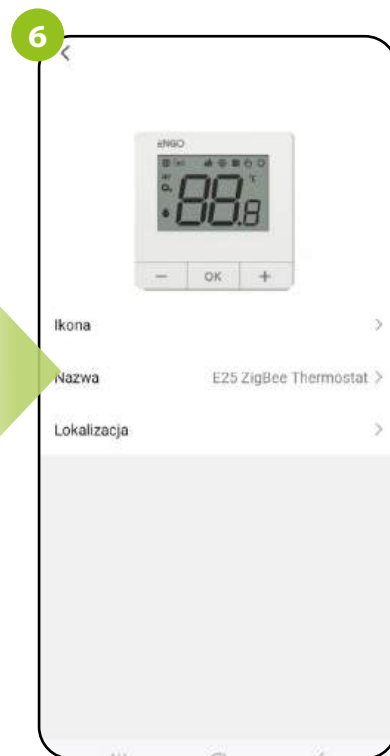 6
ENGO
88.8
°C
— OK +
Ikona
Nazwa E25 ZigBee Thermostat
Lokalizacja